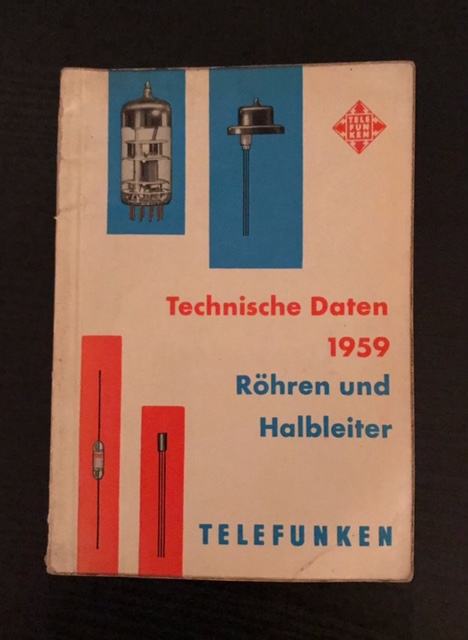 TELE
FUN
KEN
Technische Daten
1959
Röhren und
Halbleiter
TELEFUNKEN